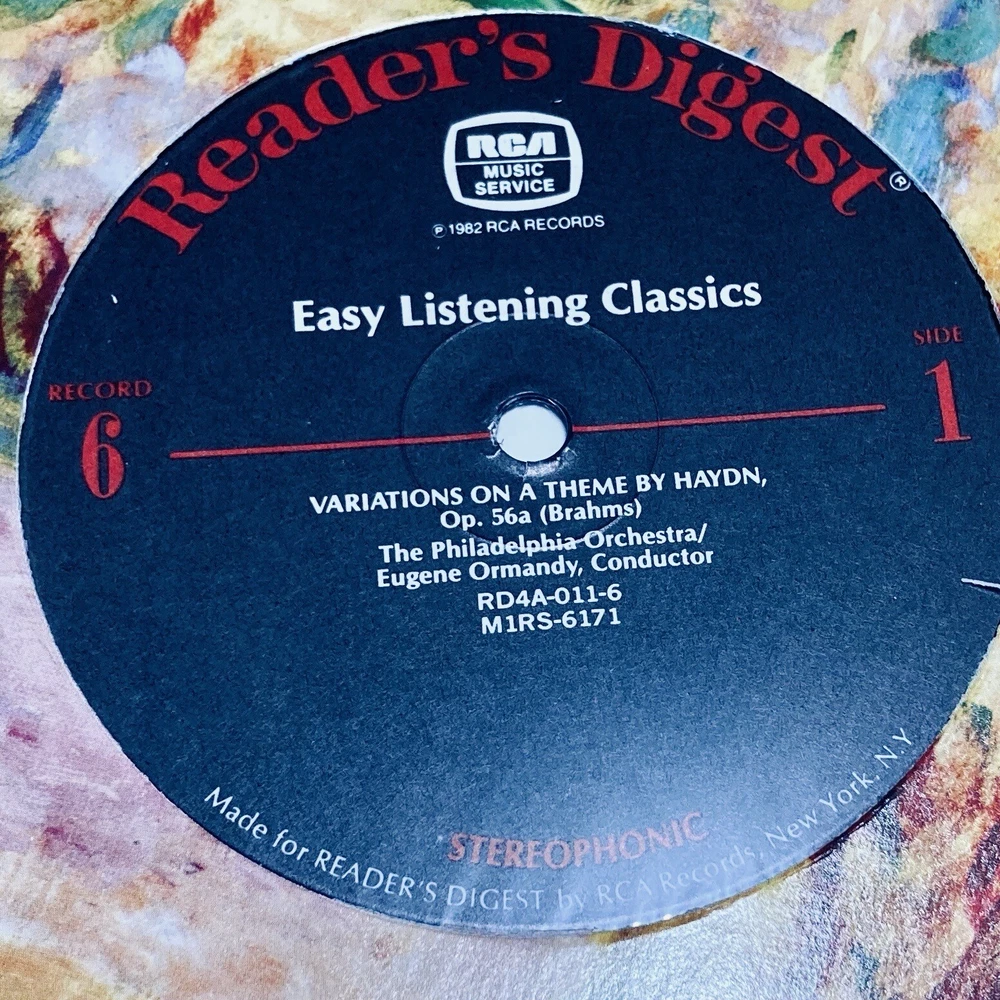 Reader's Digest®
RCA
MUSIC
SERVICE
℗ 1982 RCA RECORDS
Easy Listening Classics
RECORD
6
SIDE
1
VARIATIONS ON A THEME BY HAYDN,
Op. 56a (Brahms)
The Philadelphia Orchestra/
Eugene Ormandy, Conductor
RD4A-011-6
M1RS-6171
STEREOPHONIC
Made for READER'S DIGEST by RCA Records, New York, N.Y